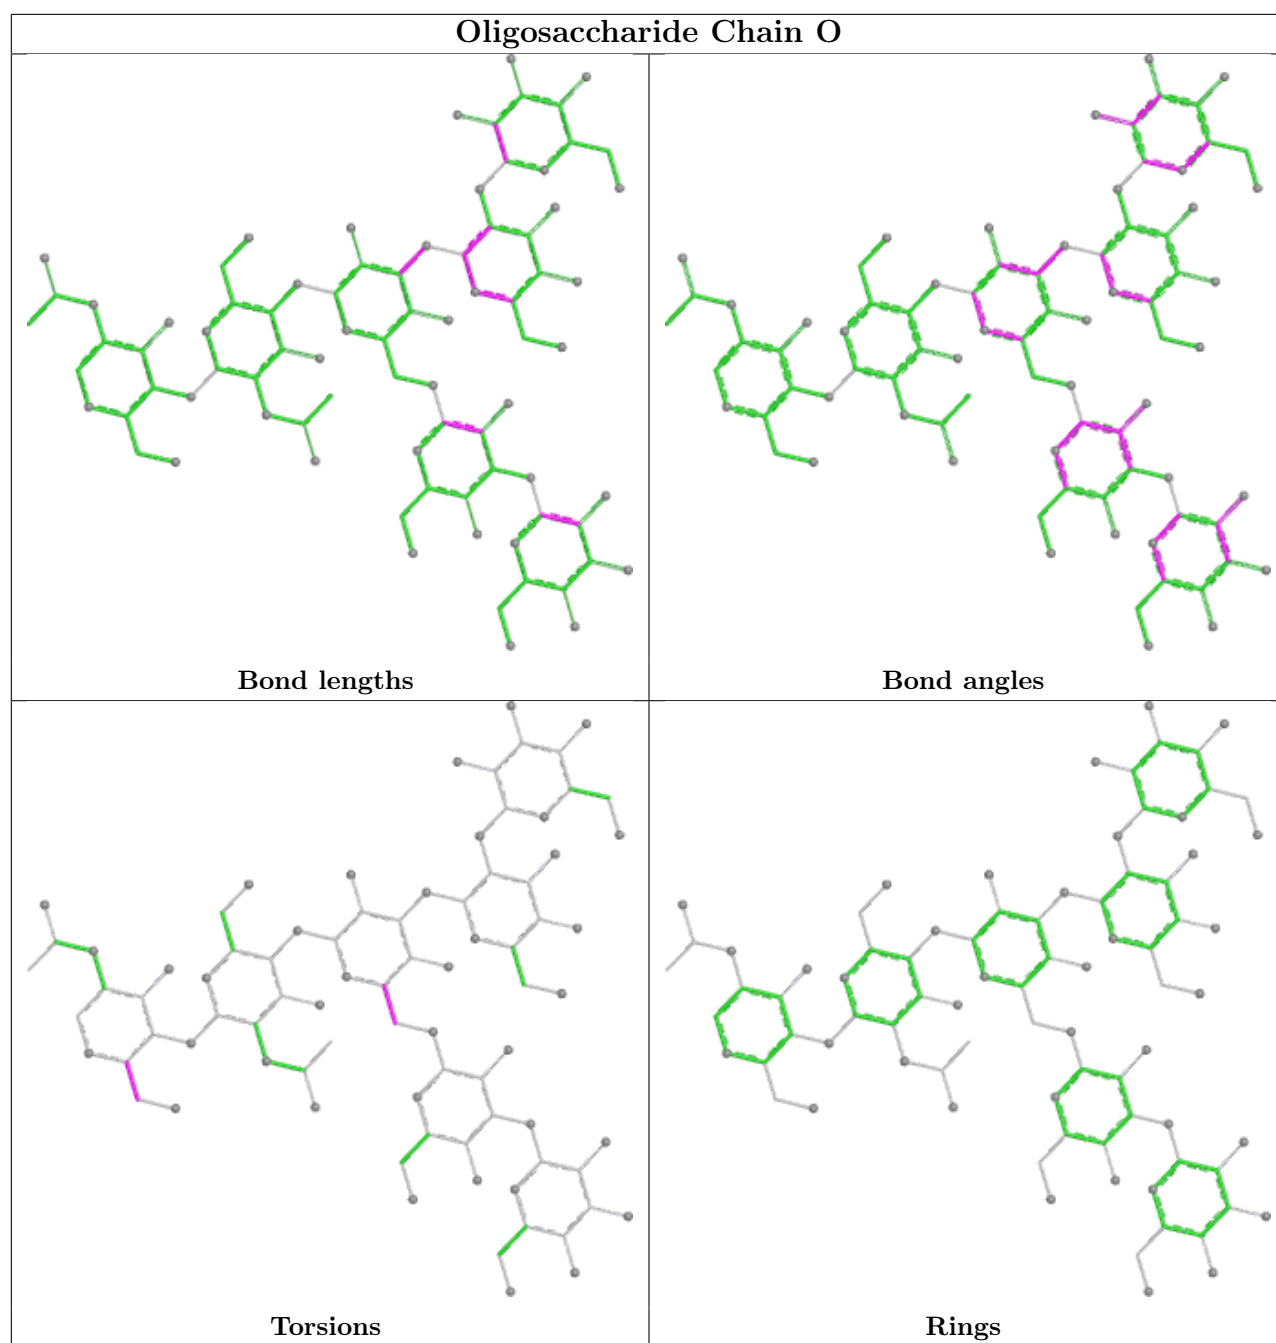 Oligosaccharide Chain O
Bond lengths
Bond angles
Torsions
Rings